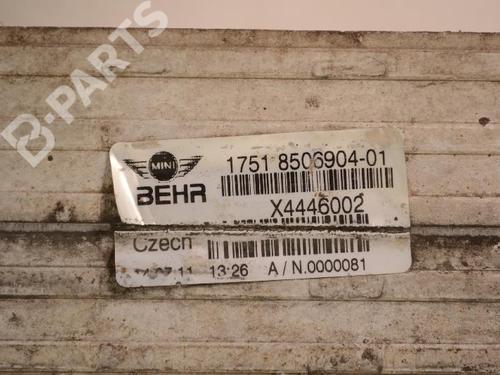 B-PARTS
MINI
BEHR
1751 8506904-01
X4446002
Czech
13:26 A / N.0000081